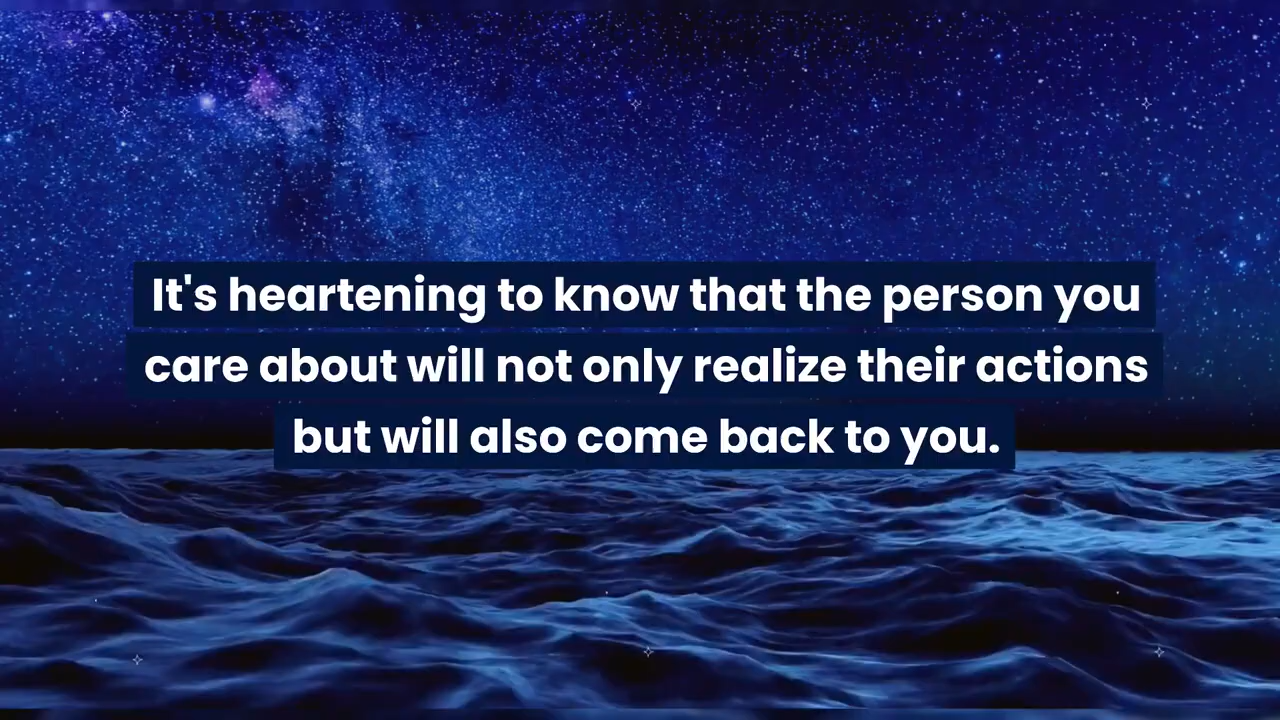 It's heartening to know that the person you
care about will not only realize their actions
but will also come back to you.